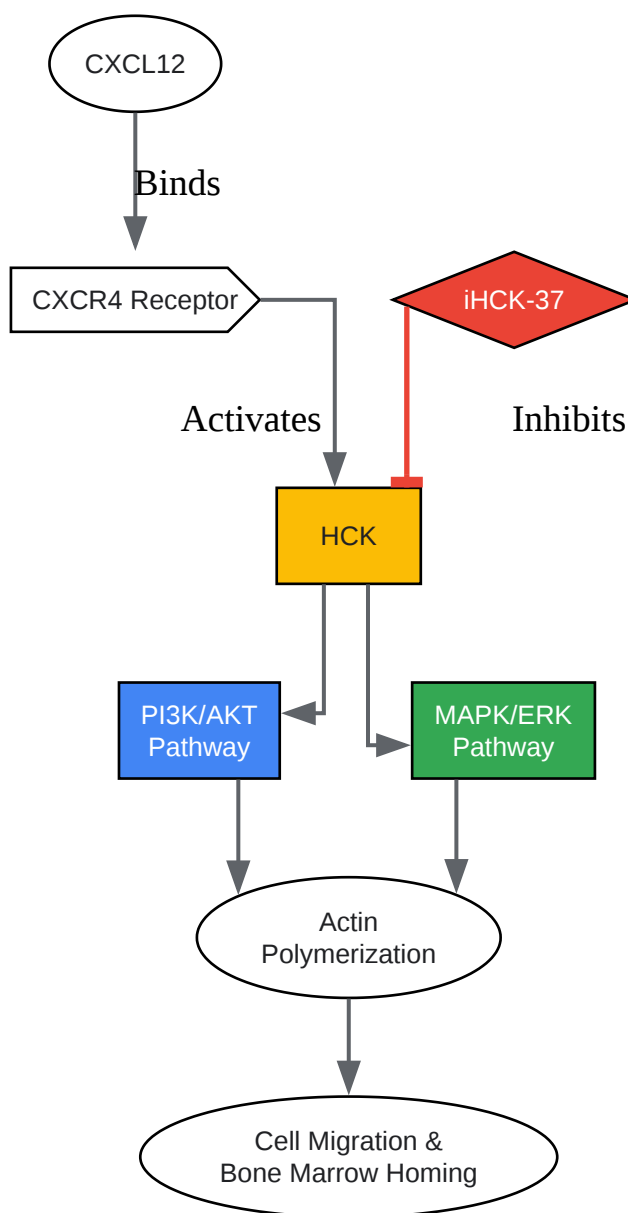 CXCL12
Binds
CXCR4 Receptor
iHCK-37
Activates
Inhibits
HCK
PI3K/AKT
Pathway
MAPK/ERK
Pathway
Actin
Polymerization
Cell Migration &
Bone Marrow Homing